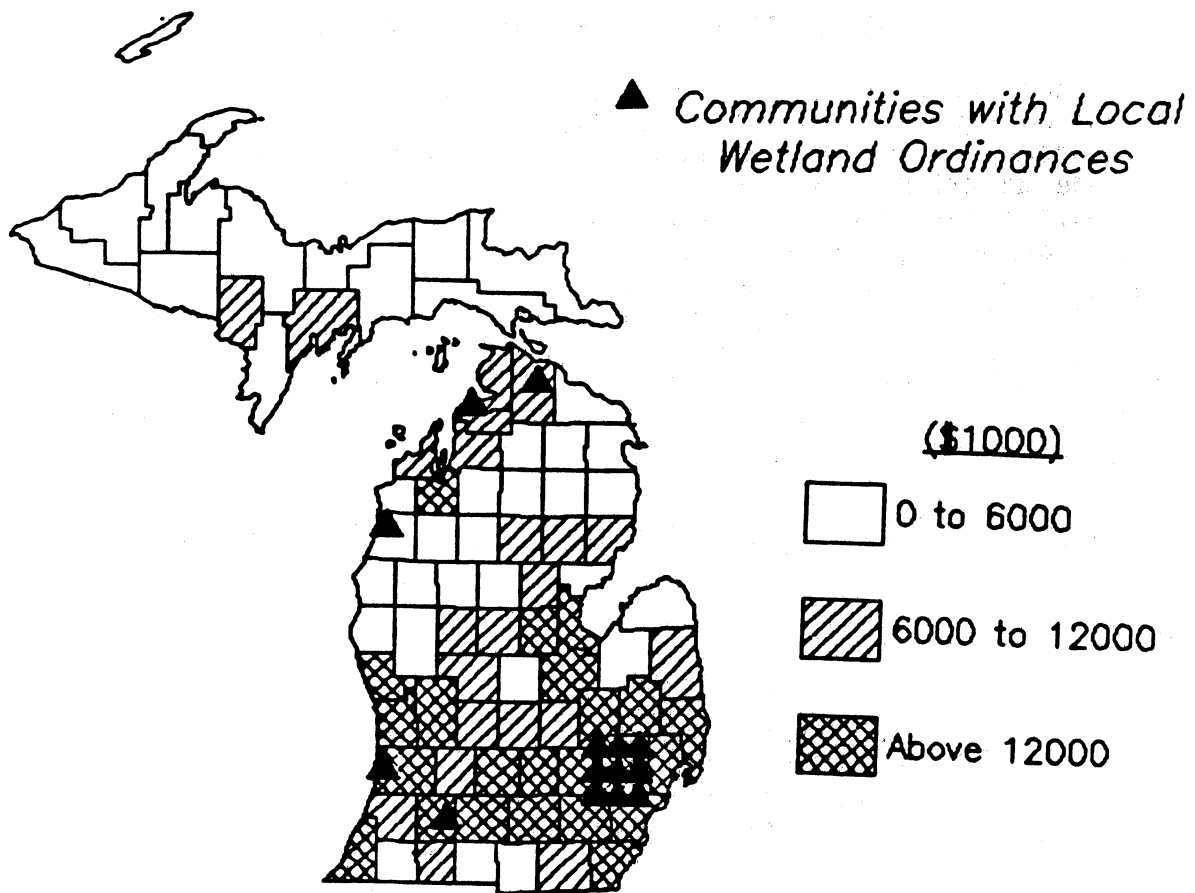 Communities with Local
Wetland Ordinances
($1000)
0 to 6000
6000 to 12000
Above 12000